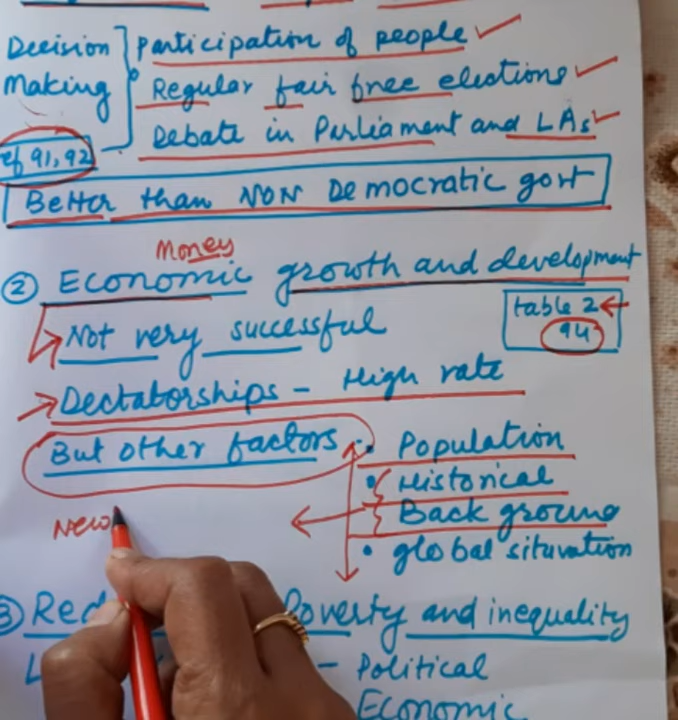 Decision
Making
Participation of people
Regular fair free elections
Debate in Parliament and LAs
ef 91, 92
Better than NON Democratic govt
Money
② Economic growth and development
table 2
94
Not very successful
Dectatorships - High rate
But other factors
• Population
• Historical
Back ground
• global situvation
New
③ Red Poverty and inequality
- Political
Economic